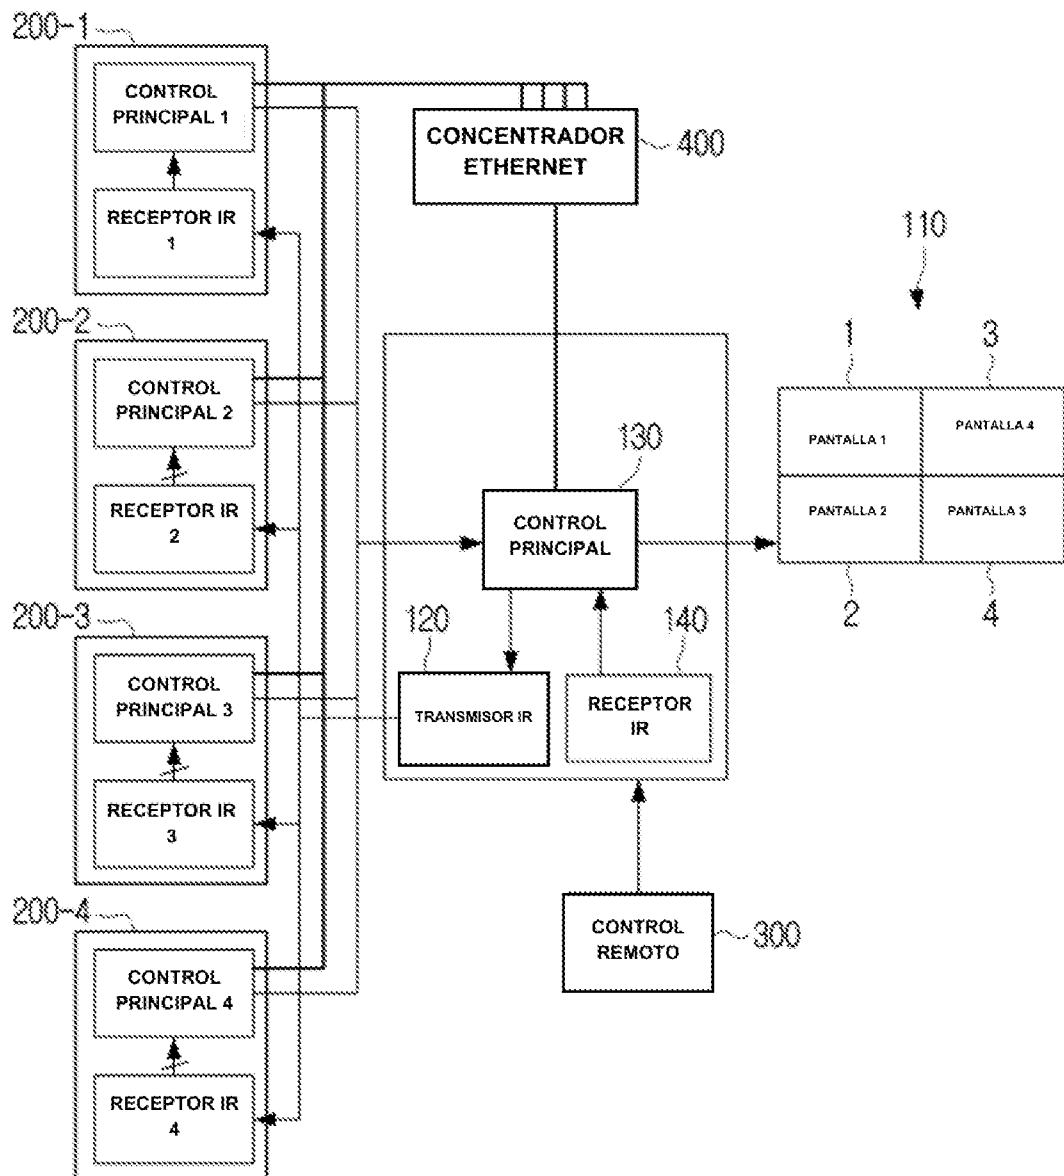 200-1
CONTROL
PRINCIPAL 1
RECEPTOR IR
1
CONCENTRADOR
ETHERNET
400
200-2
CONTROL
PRINCIPAL 2
RECEPTOR IR
2
110
1
3
PANTALLA 1
PANTALLA 4
PANTALLA 2
PANTALLA 3
2
4
130
CONTROL
PRINCIPAL
120
TRANSMISOR IR
140
RECEPTOR
IR
200-3
CONTROL
PRINCIPAL 3
RECEPTOR IR
3
CONTROL
REMOTO
300
200-4
CONTROL
PRINCIPAL 4
RECEPTOR IR
4